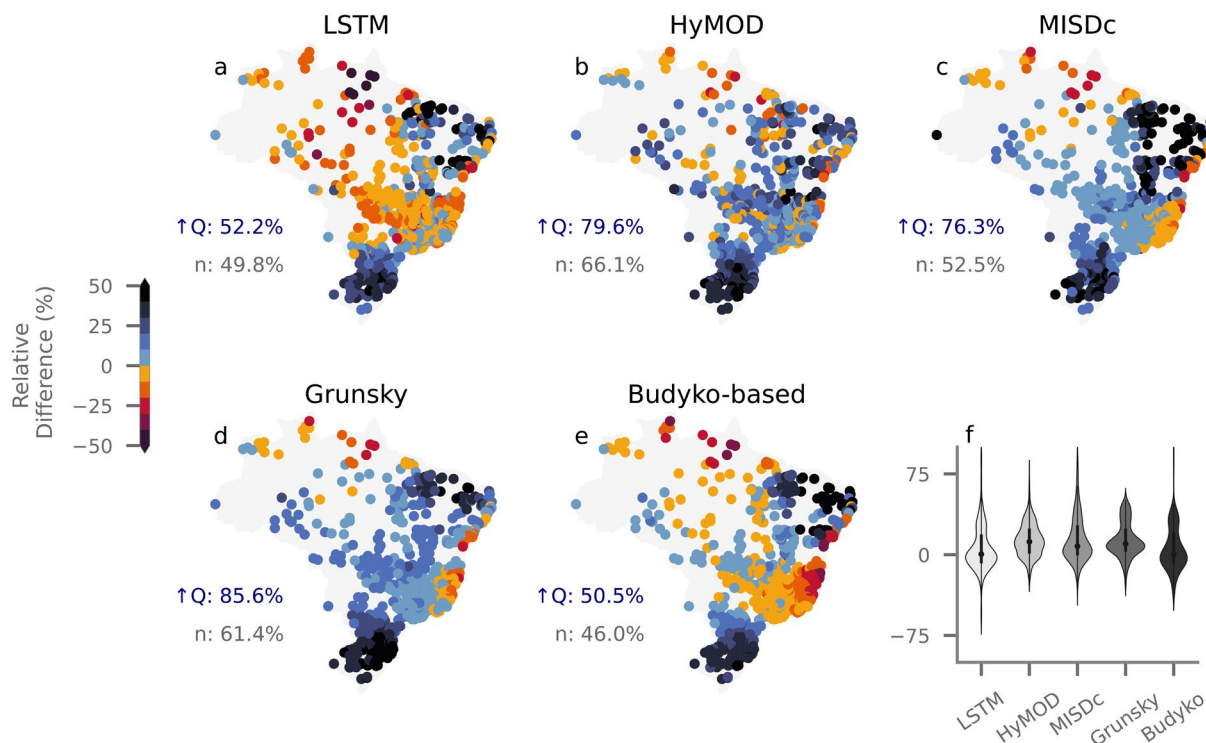 LSTM
HyMOD
MISDc
a
b
c
↑Q: 52.2%
n: 49.8%
↑Q: 79.6%
n: 66.1%
↑Q: 76.3%
n: 52.5%
Relative
Difference (%)
50
25
0
−25
−50
Grunsky
Budyko-based
d
e
f
↑Q: 85.6%
n: 61.4%
↑Q: 50.5%
n: 46.0%
75
0
−75
LSTM
HyMOD
MISDc
Grunsky
Budyko